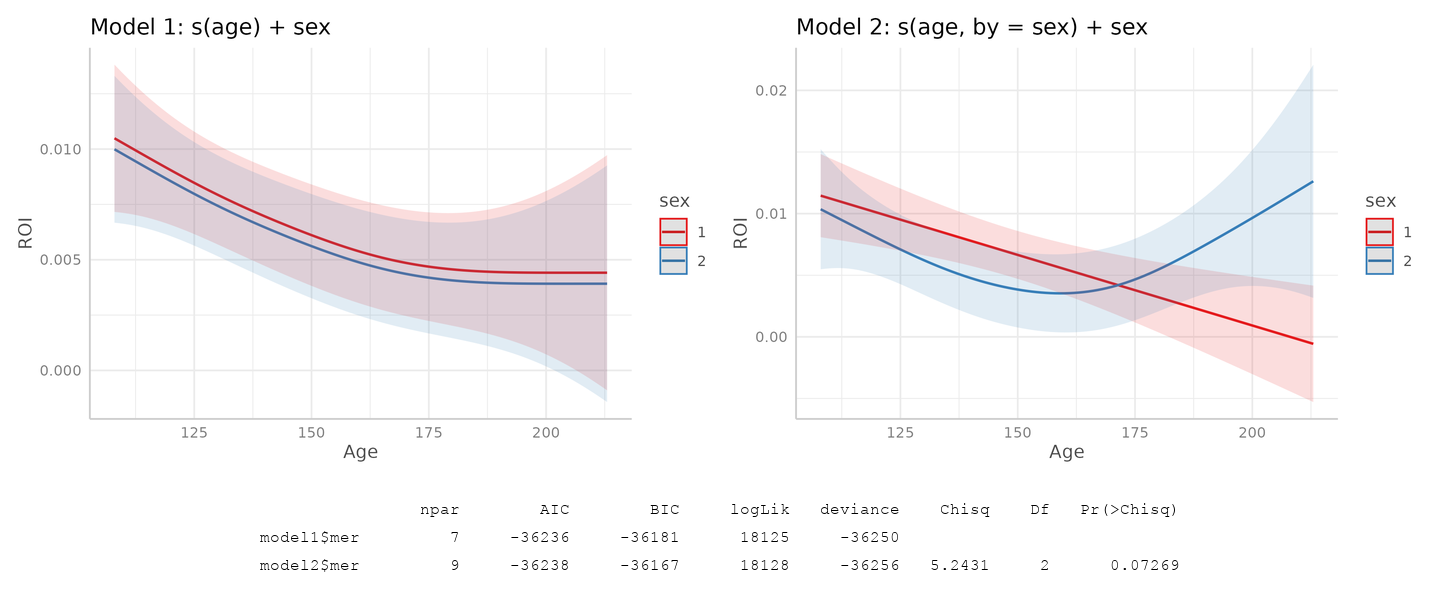 Model 1: s(age) + sex
0.010
0.005
0.000
ROI
125 150 175 200
Age
sex
1
2
Model 2: s(age, by = sex) + sex
0.02
0.01
0.00
ROI
125 150 175 200
Age
sex
1
2
npar AIC BIC logLik deviance Chisq Df Pr(>Chisq)
model1$mer 7 -36236 -36181 18125 -36250
model2$mer 9 -36238 -36167 18128 -36256 5.2431 2 0.07269